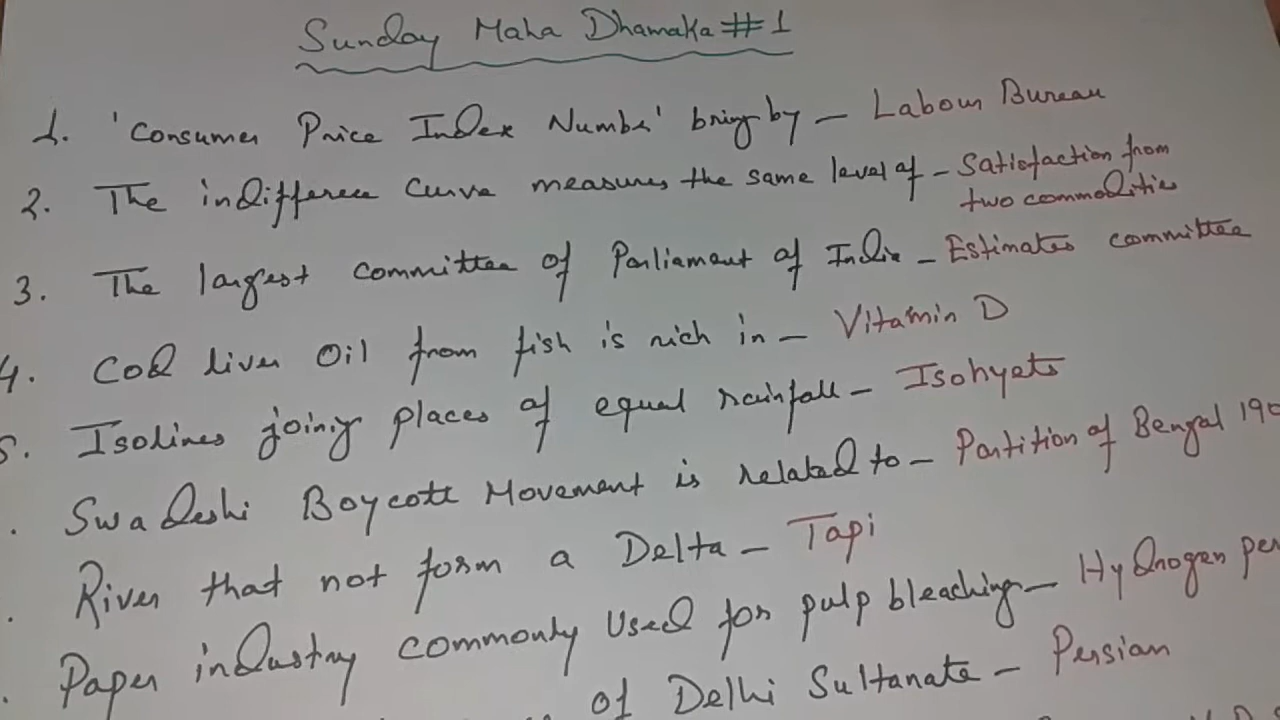 Sunday Maha Dhamaka #1
1. 'Consumer Price Index Number' bring by – Labour Bureau
2. The indifference Curve measures the same level of – Satisfaction from
two commodities
3. The largest committee of Parliament of India – Estimates committee
4. Cod liver Oil from fish is rich in – Vitamin D
5. Isolines joining places of equal rainfall – Isohyets
. Swadeshi Boycott Movement is related to – Partition of Bengal 190
. River that not form a Delta – Tapi
. Paper industry commonly Used for pulp bleaching – Hydrogen per
of Delhi Sultanate – Persian